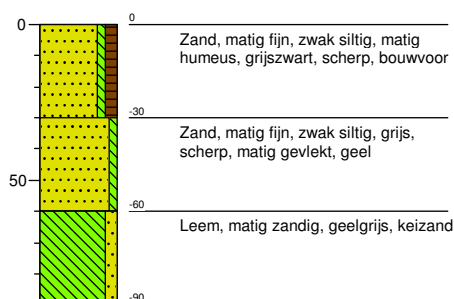 0
0
Zand, matig fijn, zwak siltig, matig
humeus, grijszwart, scherp, bouwvoor
-30
Zand, matig fijn, zwak siltig, grijs,
scherp, matig gevlekt, geel
50
-60
Leem, matig zandig, geelgrijs, keizand
-90